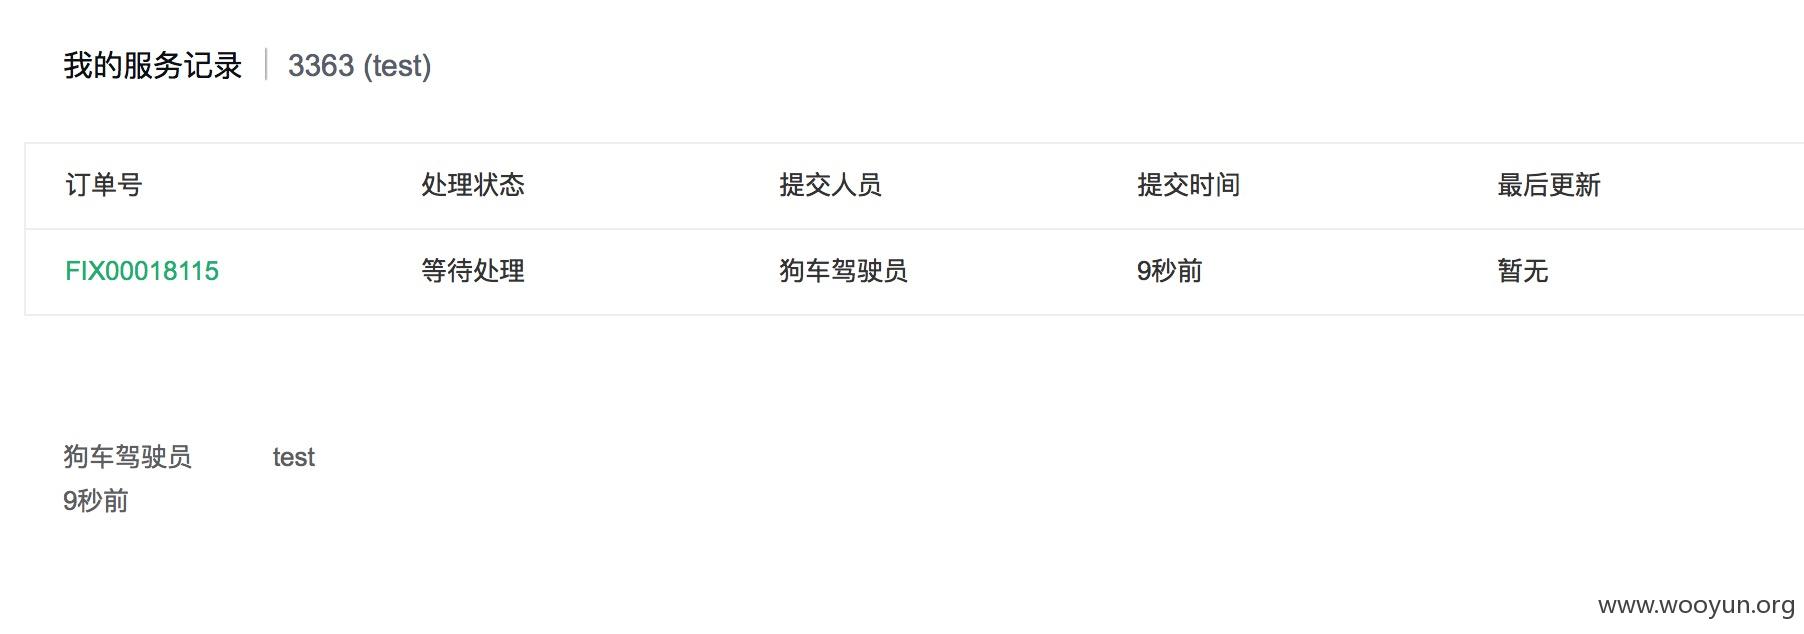 我的服务记录 | 3363 (test)
订单号 处理状态 提交人员 提交时间 最后更新
FIX00018115 等待处理 狗车驾驶员 9秒前 暂无
狗车驾驶员 test
9秒前
www.wooyun.org